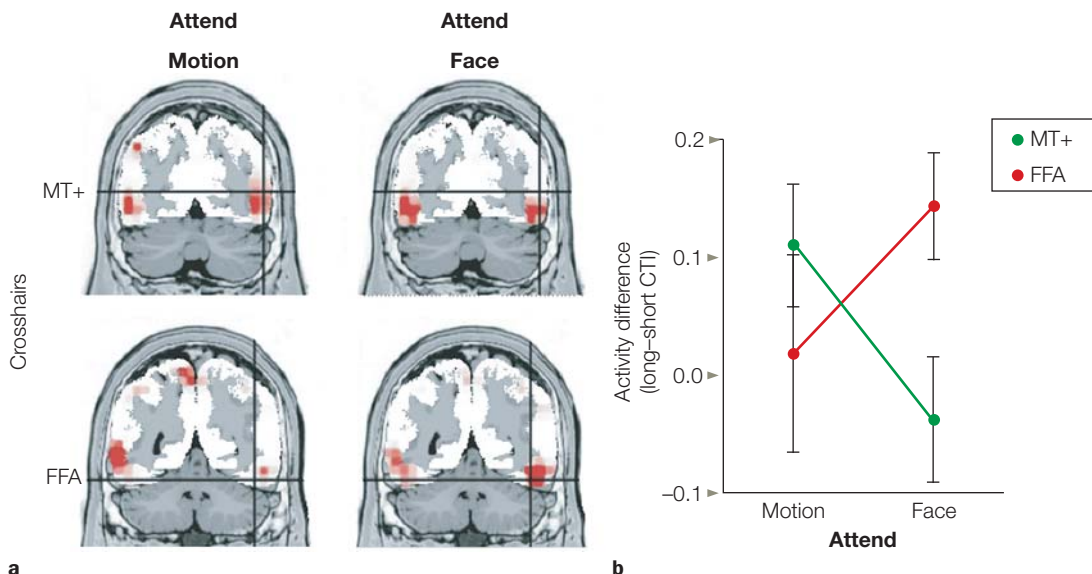 Attend
Motion
Attend
Face
MT+
FFA
Crosshairs
a
MT+
FFA
0.2
0.1
0.0
−0.1
Activity difference
(long–short CTI)
Motion
Face
Attend
b